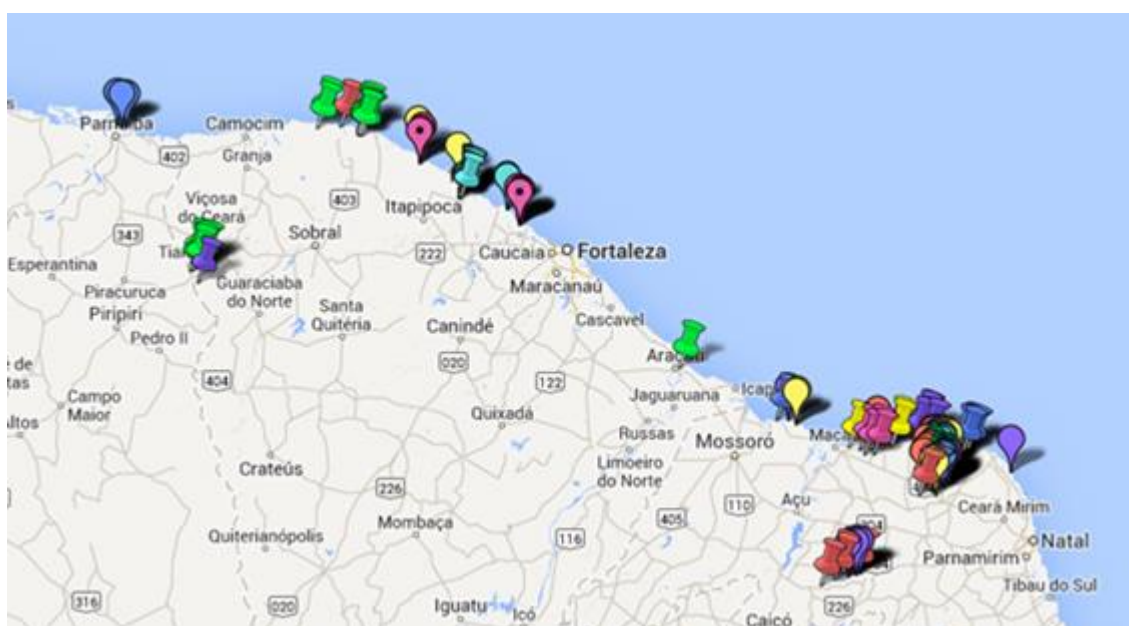 Parnaíba
Camocim
402
Granja
Viçosa
do Ceará
403
Itapipoca
343
Sobral
222
Caucaia
Fortaleza
Esperantina
Guaraciaba
do Norte
Maracanaú
Piracuruca
Piripiri
Santa
Quitéria
Cascavel
Pedro II
Canindé
020
404
122
Jaguaruana
Campo
Maior
Altos
Quixadá
Russas
Mossoró
Limoeiro
do Norte
Crateús
226
110
Açu
Ceará Mirim
Mombaça
405
Quiterianópolis
116
Natal
Parnamirim
Tibau do Sul
316
020
Iguatu
Icó
226
Caicó